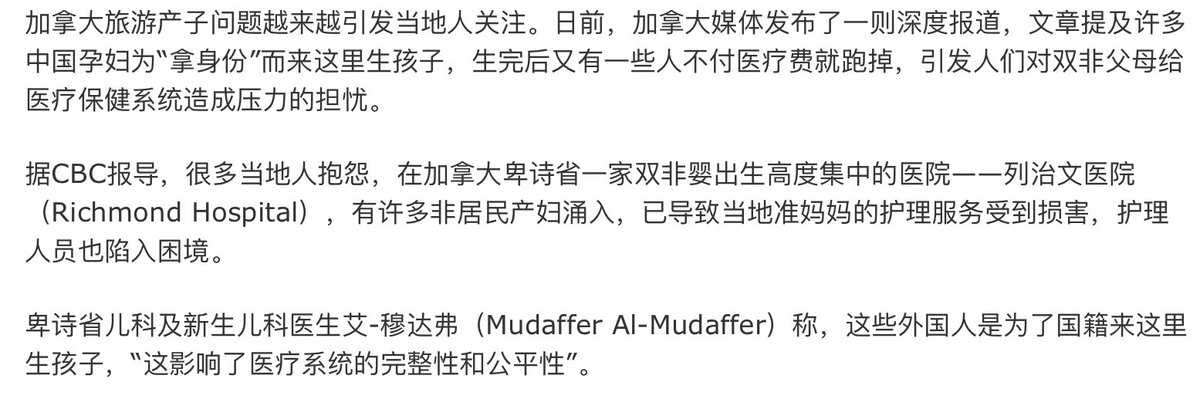 加拿大旅游产子问题越来越引发当地人关注。日前，加拿大媒体发布了一则深度报道，文章提及许多
中国孕妇为“拿身份”而来这里生孩子，生完后又有一些人不付医疗费就跑掉，引发人们对双非父母给
医疗保健系统造成压力的担忧。
据CBC报导，很多当地人抱怨，在加拿大卑诗省一家双非婴出生高度集中的医院——列治文医院
（Richmond Hospital），有许多非居民产妇涌入，已导致当地准妈妈的护理服务受到损害，护理
人员也陷入困境。
卑诗省儿科及新生儿科医生艾-穆达弗（Mudaffer Al-Mudaffer）称，这些外国人是为了国籍来这里
生孩子，“这影响了医疗系统的完整性和公平性”。